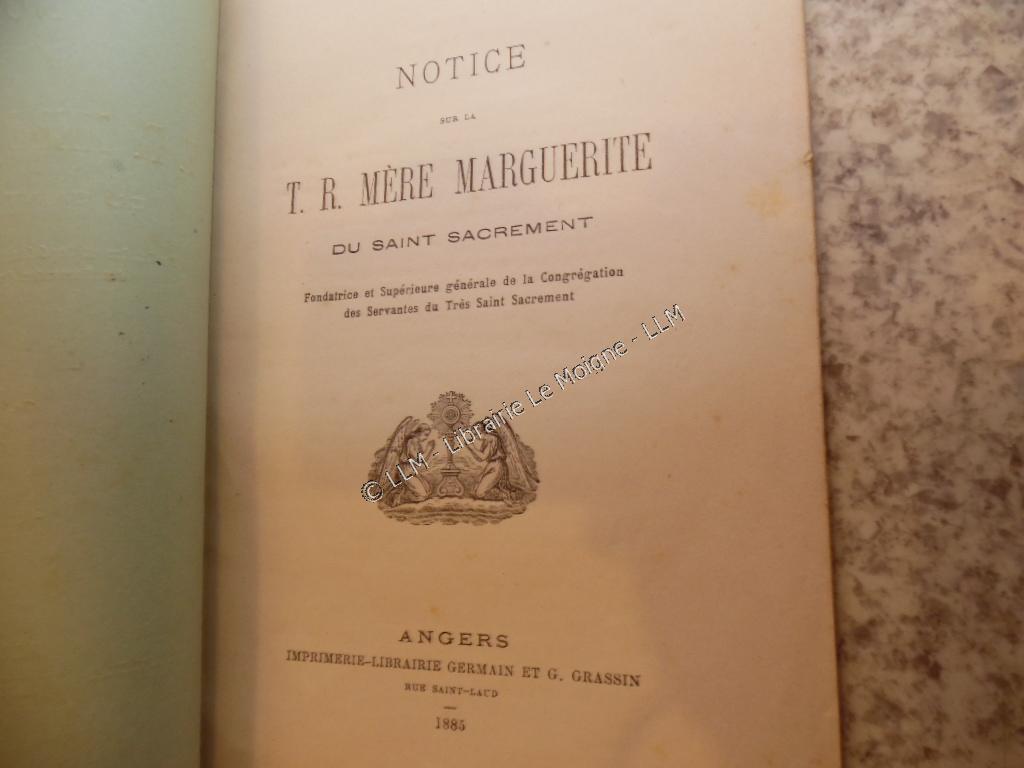 NOTICE
SUR LA
T. R. MÈRE MARGUERITE
DU SAINT SACREMENT
Fondatrice et Supérieure générale de la Congrégation
des Servantes du Très Saint Sacrement
© LLM - Librairie Le Moigne - LLM
ANGERS
IMPRIMERIE-LIBRAIRIE GERMAIN ET G. GRASSIN
RUE SAINT-LAUD
1885